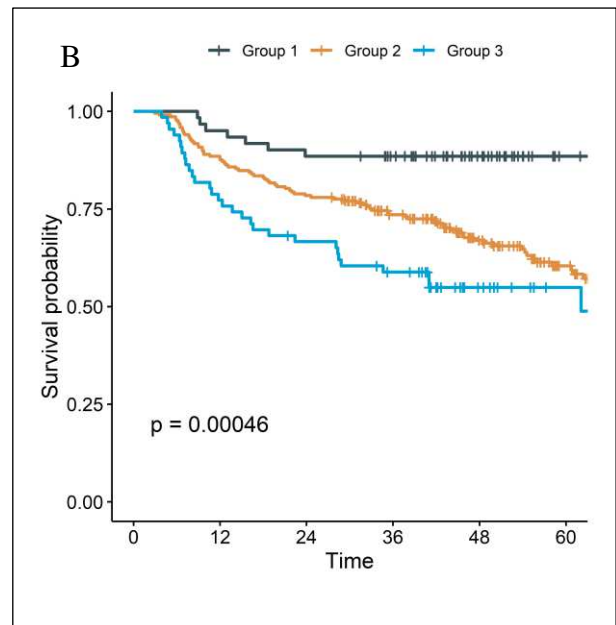 B
Group 1 Group 2 Group 3
1.00
0.75
0.50
0.25
0.00
Survival probability
p = 0.00046
0 12 24 36 48 60
Time